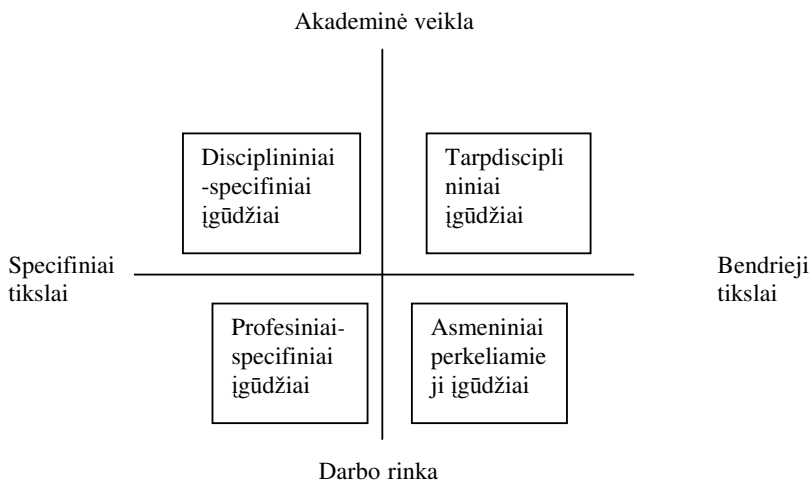 Akademinė veikla
Disciplininiai
-specifiniai
įgūdžiai
Tarpdiscipli
niniai
įgūdžiai
Specifiniai
tikslai
Bendrieji
tikslai
Profesiniai-
specifiniai
įgūdžiai
Asmeniniai
perkeliamie
ji įgūdžiai
Darbo rinka